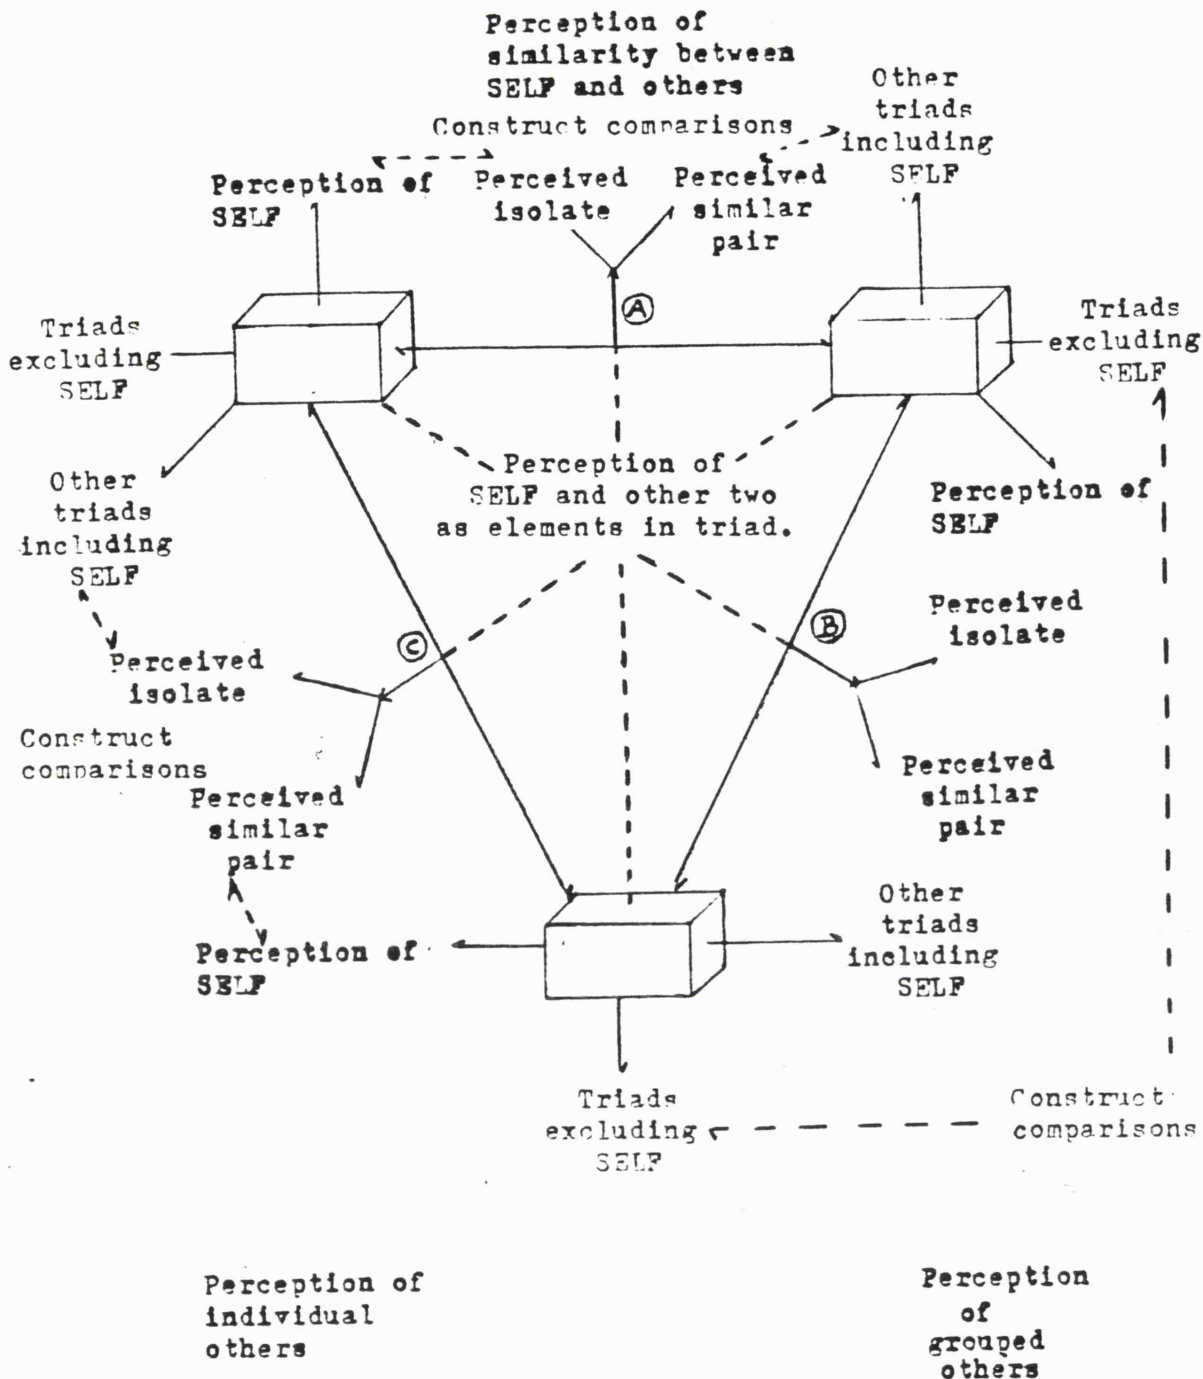 Perception of
similarity between
SELF and others
Other
triads
including
SELF
Construct comparisons
Perception of
SELF
Perceived
isolate
Perceived
similar
pair
A
Triads
excluding
SELF
Triads
excluding
SELF
Perception of
SELF and other two
as elements in triad.
Other
triads
including
SELF
Perception of
SELF
C
B
Perceived
isolate
Perceived
isolate
Construct
comparisons
Perceived
similar
pair
Perceived
similar
pair
Perception of
SELF
Other
triads
including
SELF
Triads
excluding
SELF
Construct
comparisons
Perception of
individual
others
Perception
of
grouped
others